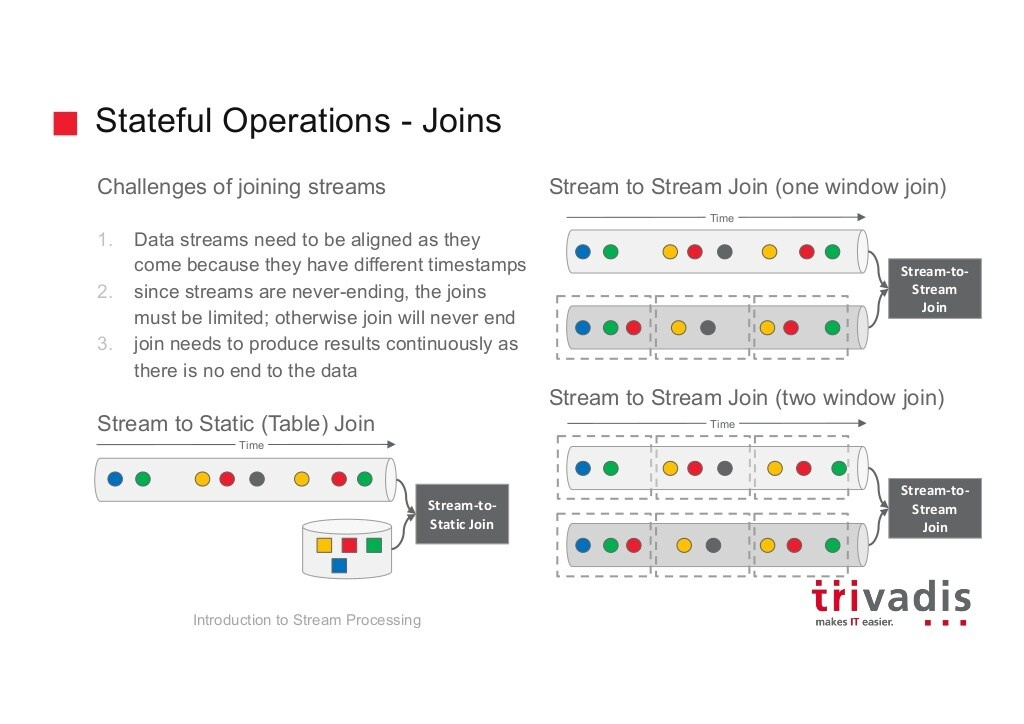 Stateful Operations - Joins
Challenges of joining streams
1. Data streams need to be aligned as they
come because they have different timestamps
2. since streams are never-ending, the joins
must be limited; otherwise join will never end
3. join needs to produce results continuously as
there is no end to the data
Stream to Static (Table) Join
Time
Stream-to-
Static Join
Stream to Stream Join (one window join)
Time
Stream-to-
Stream
Join
Stream to Stream Join (two window join)
Time
Stream-to-
Stream
Join
Introduction to Stream Processing
trivadis
makes IT easier.